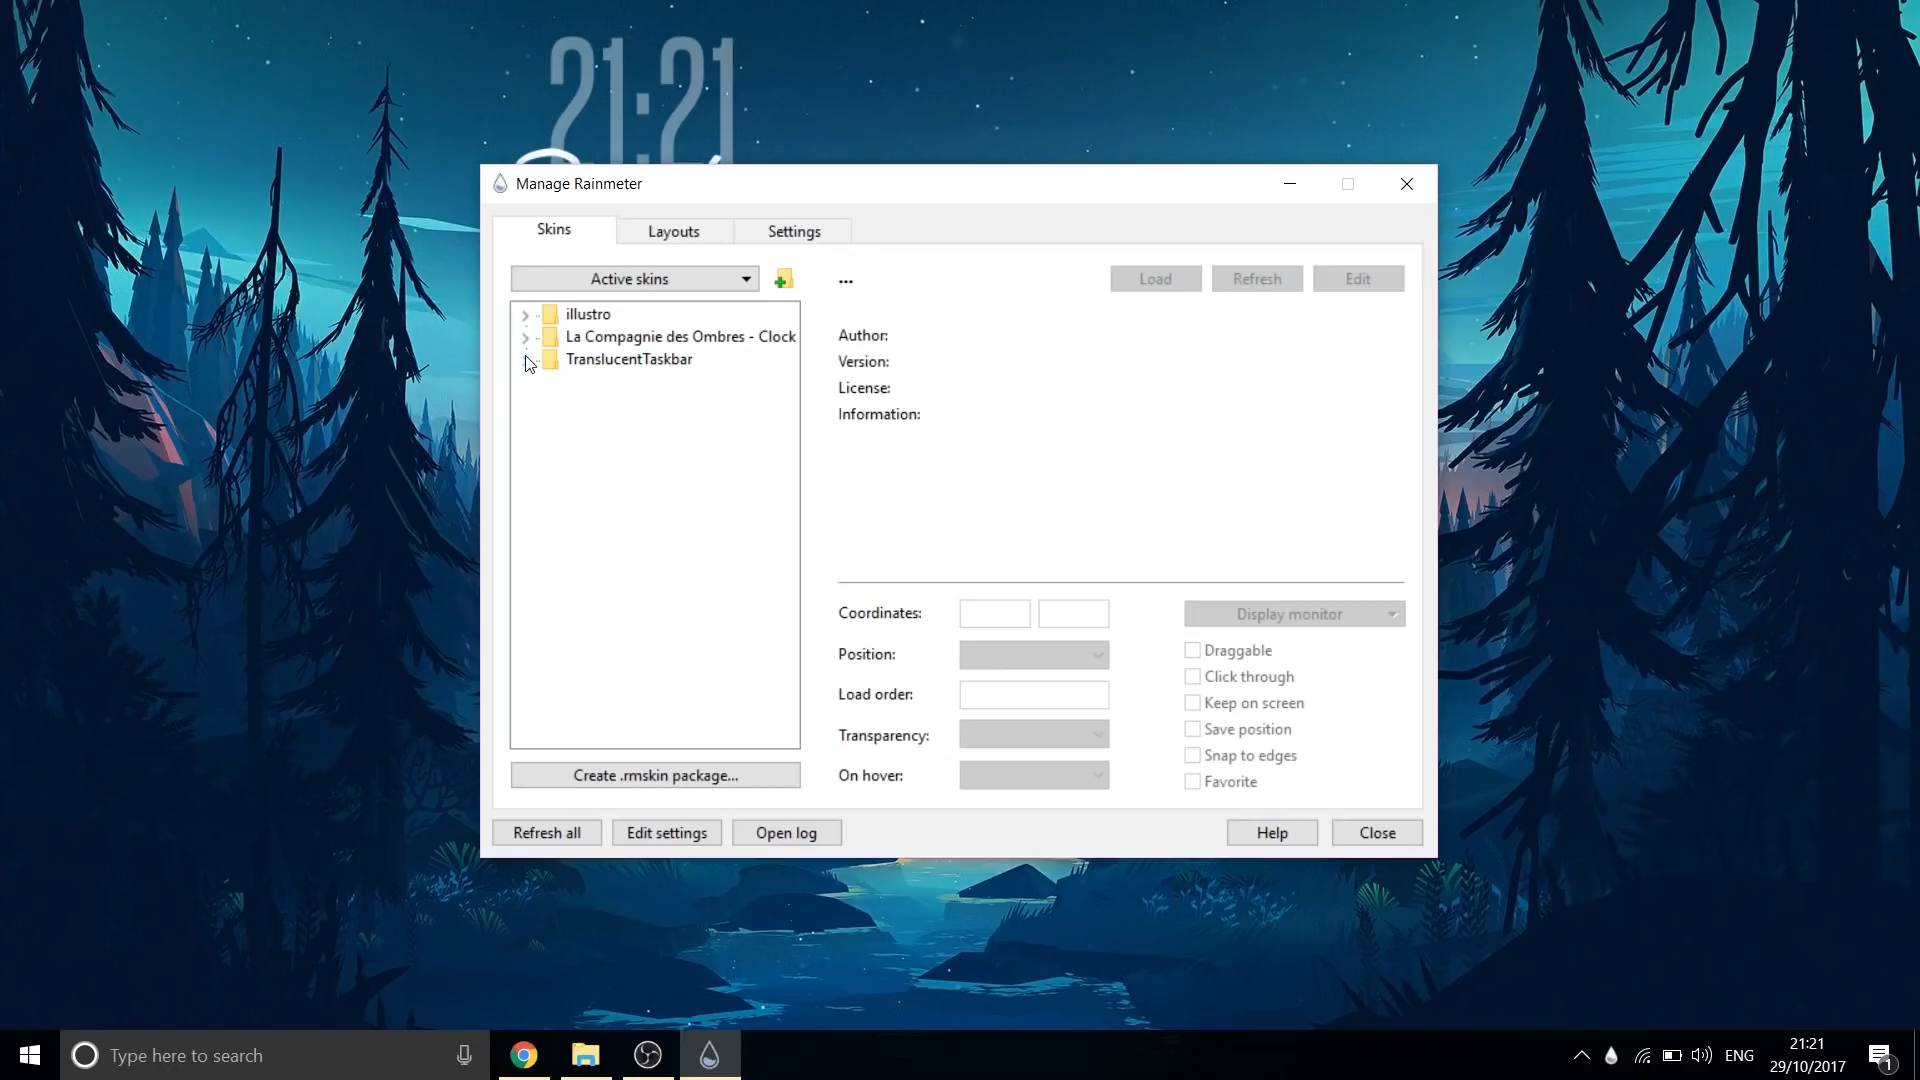 21:21
Manage Rainmeter
Skins
Layouts
Settings
Active skins
...
Load
Refresh
Edit
illustro
La Compagnie des Ombres - Clock
TranslucentTaskbar
Author:
Version:
License:
Information:
Coordinates:
Display monitor
Position:
Draggable
Click through
Load order:
Keep on screen
Transparency:
Save position
Snap to edges
On hover:
Favorite
Create .rmskin package...
Refresh all
Edit settings
Open log
Help
Close
Type here to search
ENG
21:21
29/10/2017
1